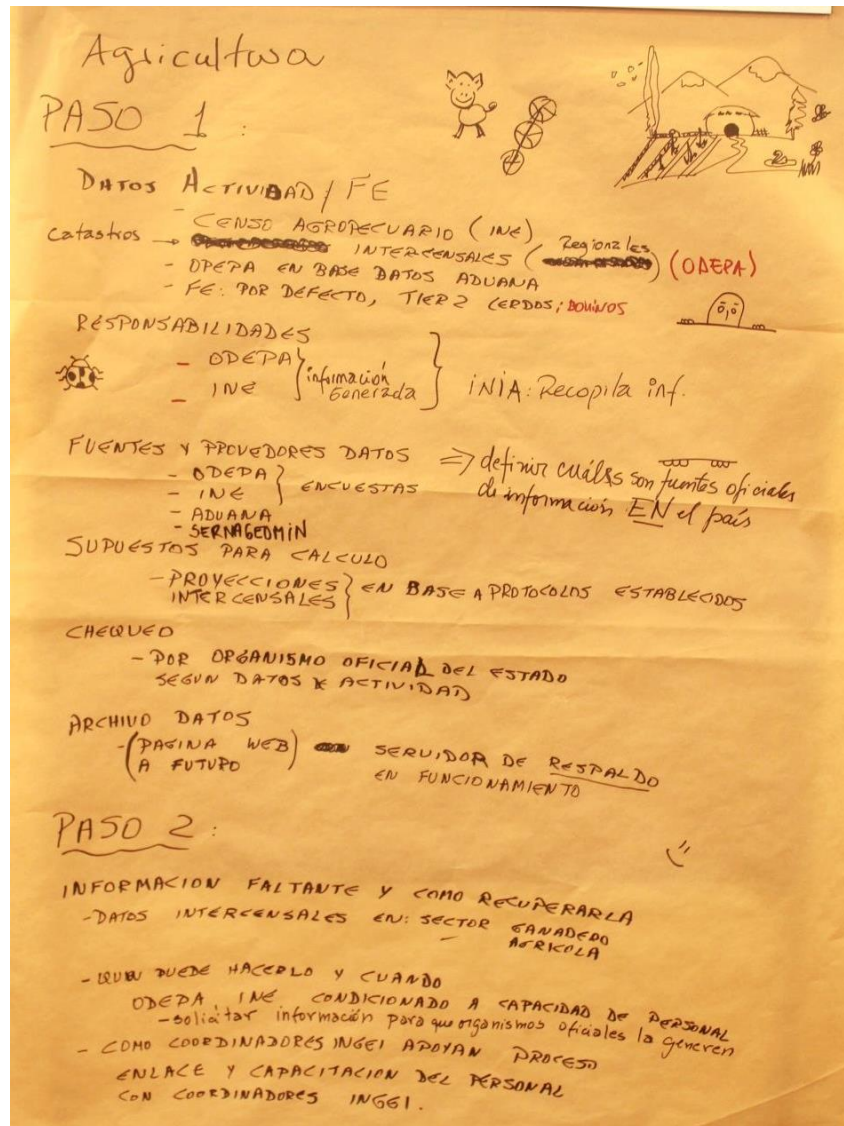 Agricultura
PASO 1 :
DATOS ACTIVIDAD / FE
- CENSO AGROPECUARIO (INE)
Catastros → INTERCENSALES (Regionales) (ODEPA)
- ODEPA EN BASE DATOS ADUANA
- FE: POR DEFECTO, TIER 2 CERDOS; BOVINOS
RESPONSABILIDADES
- ODEPA
- INE } información Generada } INIA: Recopila inf.
FUENTES Y PROVEDORES DATOS ⇒ definir cuáles son fuentes oficiales
de información EN el país
- ODEPA
- INE } ENCUESTAS
- ADUANA
- SERNAGEOMIN
SUPUESTOS PARA CALCULO
- PROYECCIONES
INTERCENSALES } EN BASE A PROTOCOLOS ESTABLECIDOS
CHEQUEO
- POR ORGANISMO OFICIAL DEL ESTADO
SEGUN DATOS ACTIVIDAD
ARCHIVO DATOS
- (PAGINA WEB) SERVIDOR DE RESPALDO
(A FUTURO EN FUNCIONAMIENTO
PASO 2 :
INFORMACION FALTANTE Y COMO RECUPERARLA
- DATOS INTERCENSALES EN: SECTOR GANADERO
AGRICOLA
- QUIEN PUEDE HACERLO Y CUANDO
ODEPA, INE CONDICIONADO A CAPACIDAD DE PERSONAL
- solicitar información para que organismos oficiales la generen
- COMO COORDINADORES INGEI APOYAN PROCESO
ENLACE Y CAPACITACION DEL PERSONAL
CON COORDINADORES INGEI.